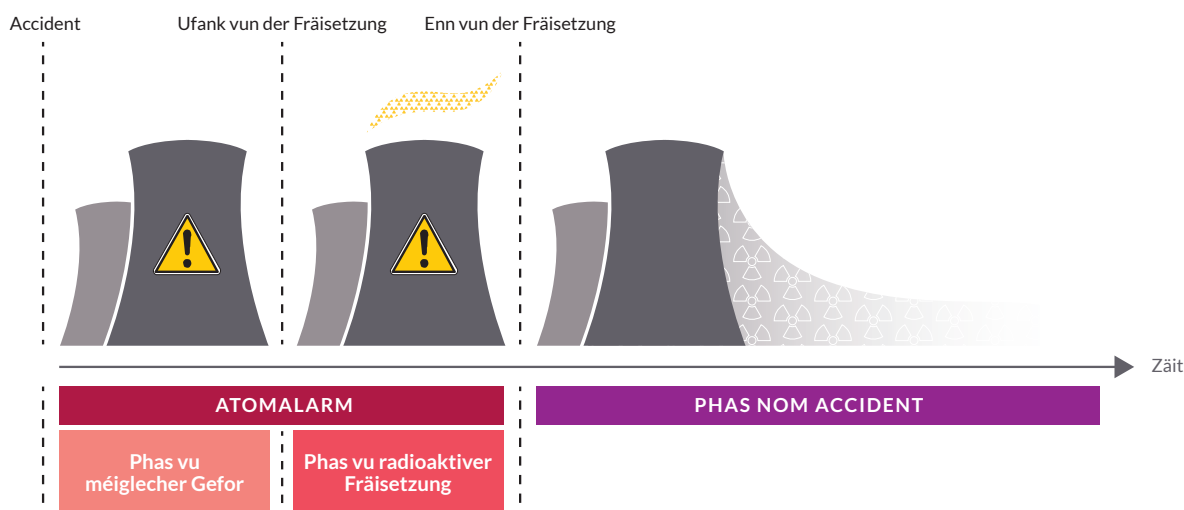 Accident
Ufank vun der Fräisetzung
Enn vun der Fräisetzung
Zäit
ATOMALARM
PHAS NOM ACCIDENT
Phas vu
méiglecher Gefor
Phas vu radioaktiver
Fräisetzung